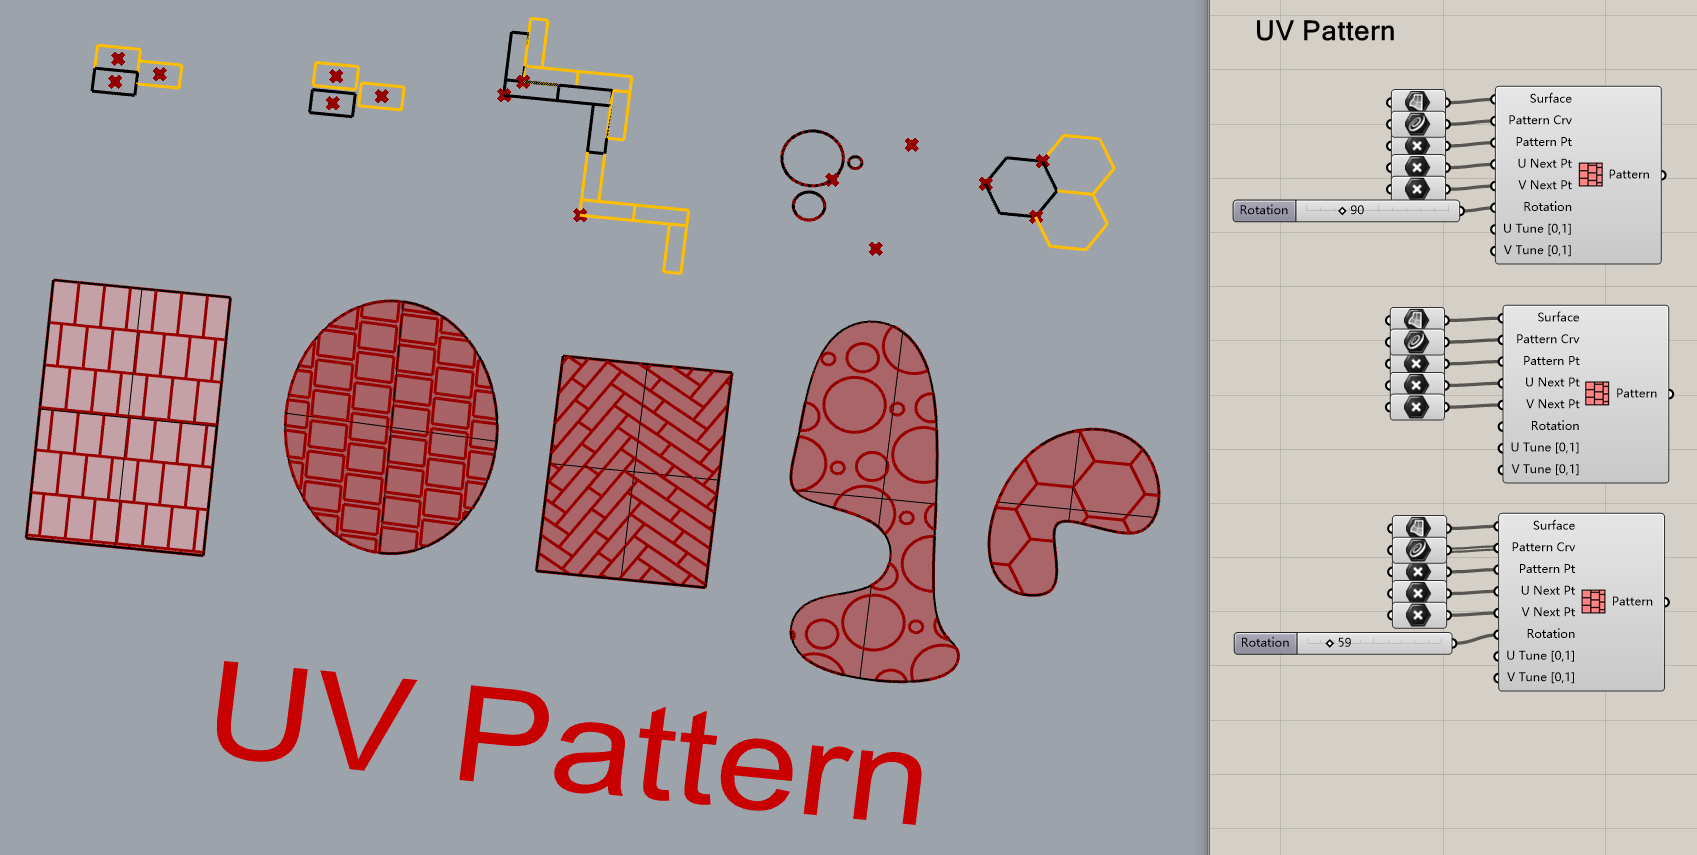 UV Pattern
Surface
Pattern Crv
Pattern Pt
U Next Pt
V Next Pt
Pattern
Rotation
Rotation
90
U Tune [0,1]
V Tune [0,1]
Surface
Pattern Crv
Pattern Pt
U Next Pt
V Next Pt
Pattern
Rotation
U Tune [0,1]
V Tune [0,1]
Surface
Pattern Crv
Pattern Pt
U Next Pt
V Next Pt
Pattern
Rotation
Rotation
59
U Tune [0,1]
V Tune [0,1]
UV Pattern